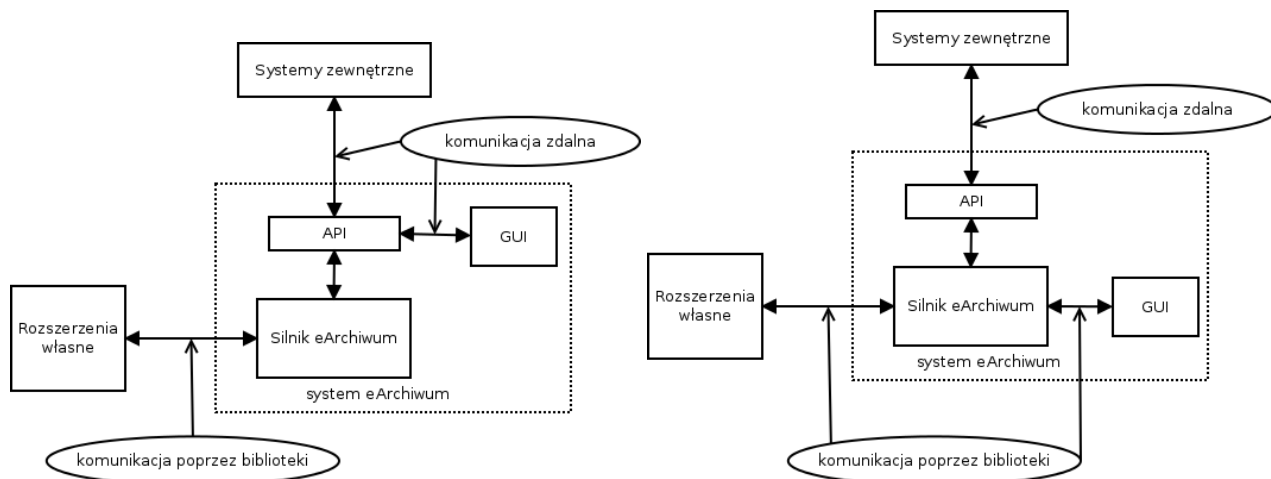 Systemy zewnętrzne
komunikacja zdalna
API
GUI
Rozszerzenia
własne
Silnik eArchiwum
system eArchiwum
komunikacja poprzez biblioteki
Systemy zewnętrzne
komunikacja zdalna
API
Rozszerzenia
własne
Silnik eArchiwum
GUI
system eArchiwum
komunikacja poprzez biblioteki